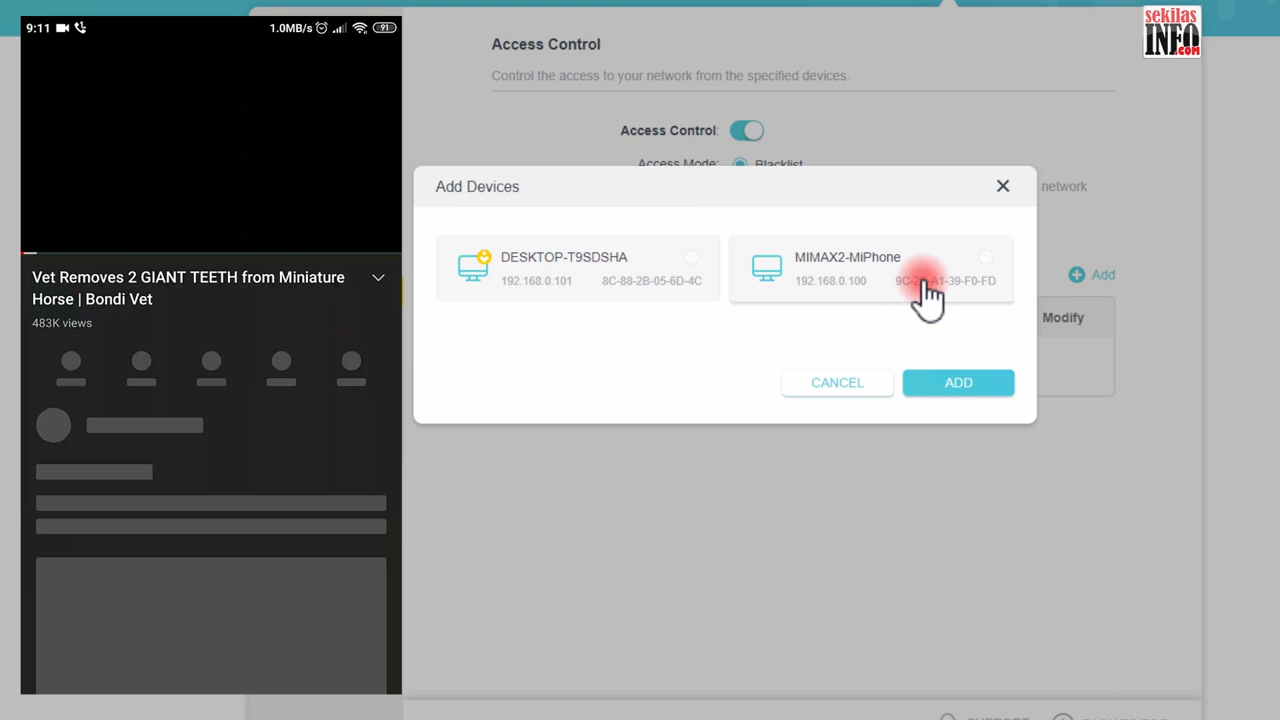 9:11
1.0MB/s
91
Vet Removes 2 GIANT TEETH from Miniature
Horse | Bondi Vet
483K views
sekilas
INFO.com
Access Control
Control the access to your network from the specified devices.
Access Control:
Access Mode: Blacklist
network
Add Devices
DESKTOP-T9SDSHA
192.168.0.101 8C-88-2B-05-6D-4C
MIMAX2-MiPhone
192.168.0.100
Add
Modify
CANCEL
ADD